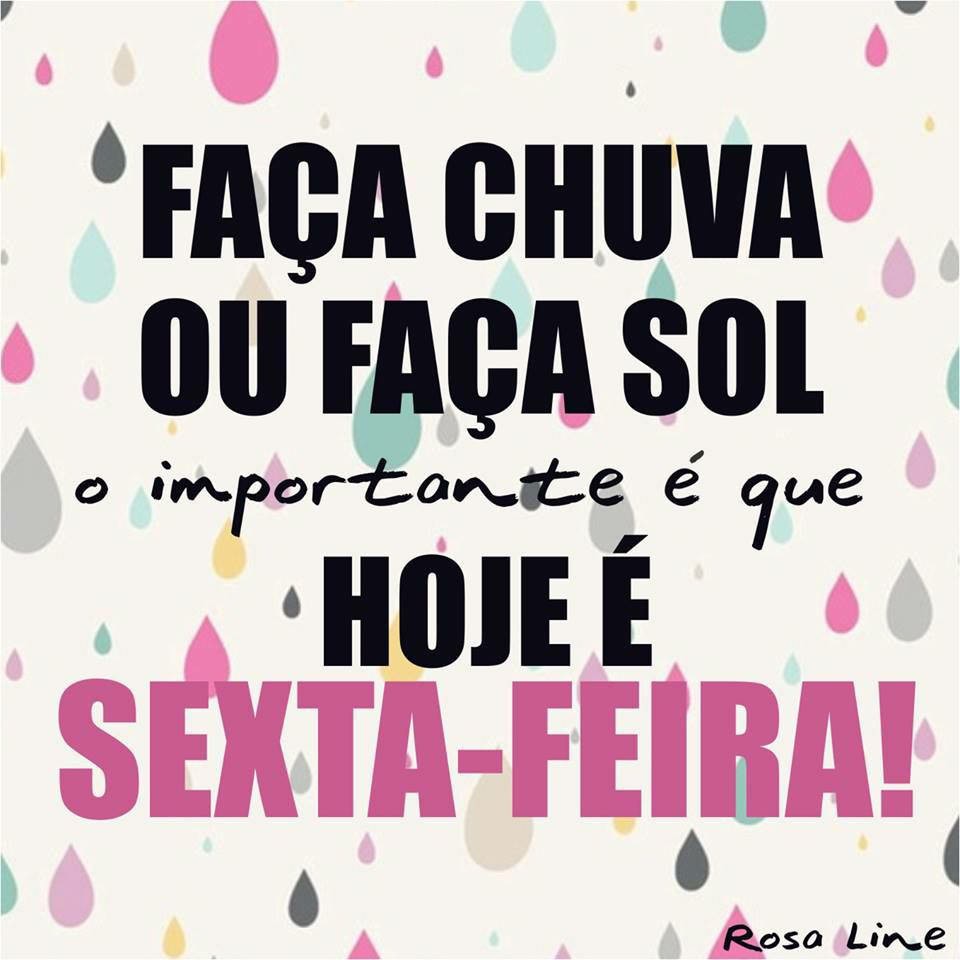 FAÇA CHUVA
OU FAÇA SOL
o importante é que
HOJE É
SEXTA-FEIRA!
Rosa Line